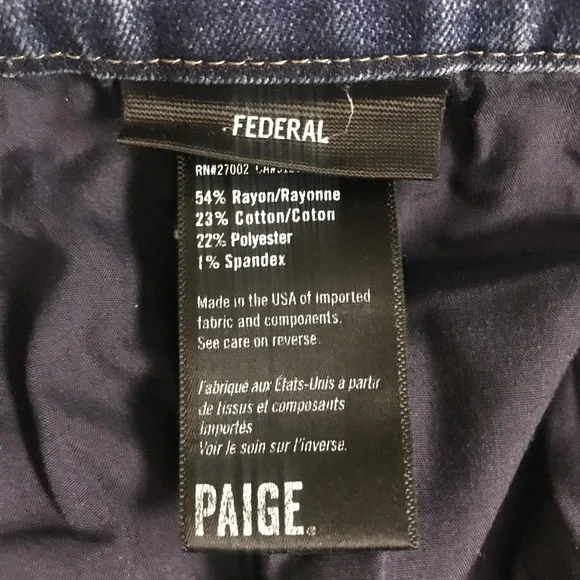 FEDERAL
RN#27002
54% Rayon/Rayonne
23% Cotton/Coton
22% Polyester
1% Spandex
Made in the USA of imported
fabric and components.
See care on reverse.
Fabriqué aux États-Unis à partir
de tissus et composants
importés
Voir le soin sur l'inverse.
PAIGE